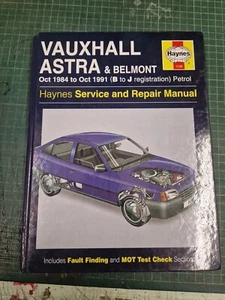 VAUXHALL
ASTRA & BELMONT
Haynes
Oct 1984 to Oct 1991 (B to J registration) Petrol
Haynes Service and Repair Manual
Includes Fault Finding and MOT Test Check Sections